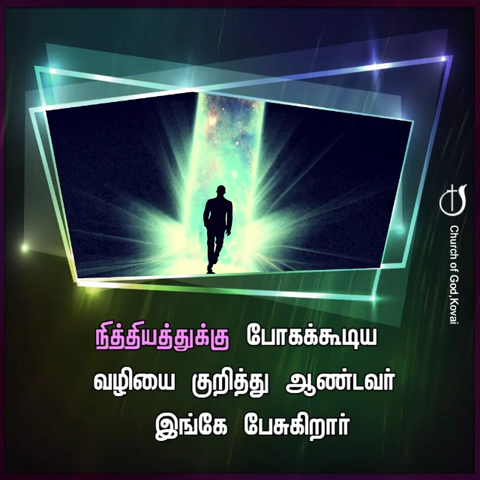 நித்தியத்துக்கு போகக்கூடிய
வழியை குறித்து ஆண்டவர்
இங்கே பேசுகிறார்
Church of God,Kovai